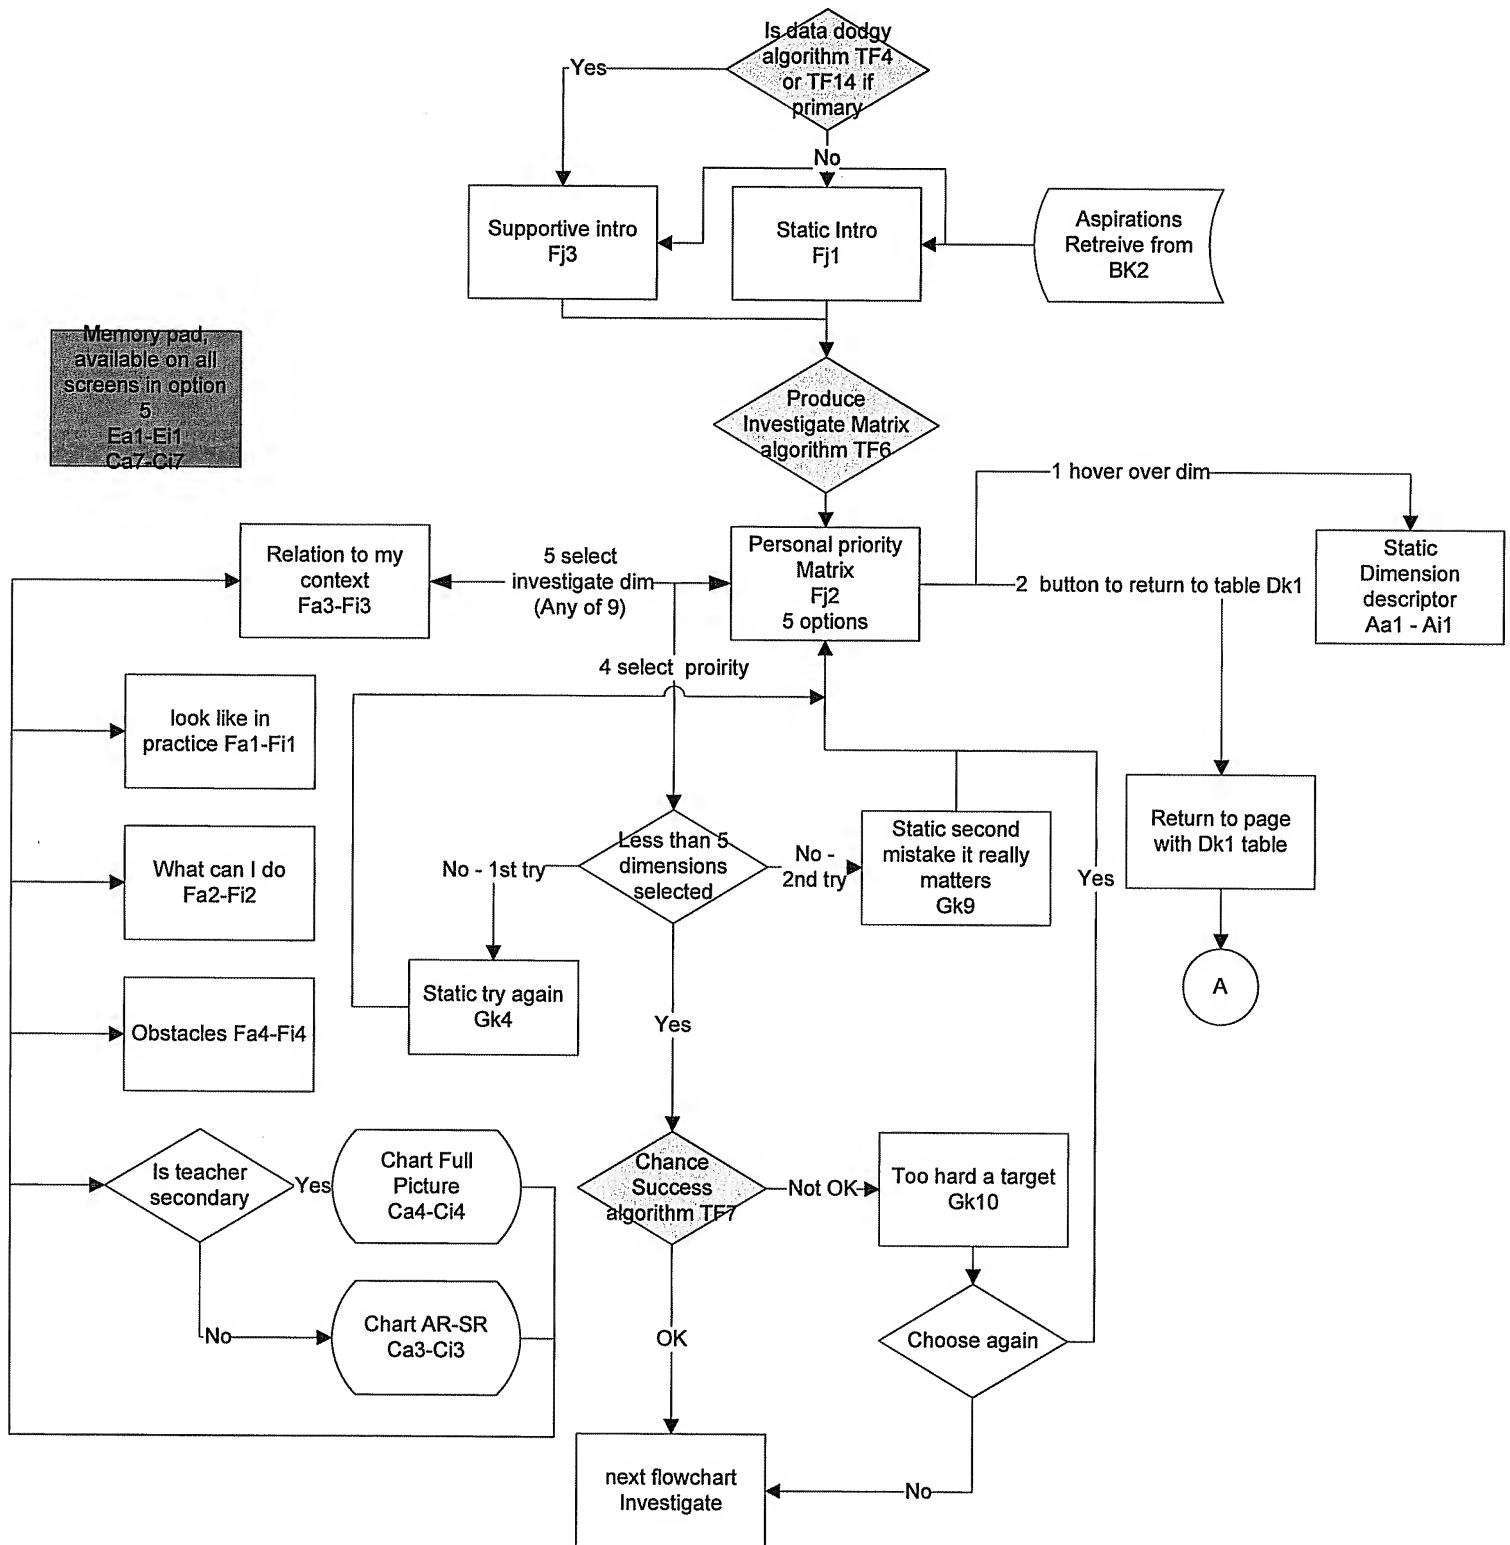 Is data dodgy
algorithm TF4
or TF14 if
primary
Yes
No
Supportive intro
Fj3
Static Intro
Fj1
Aspirations
Retreive from
BK2
Memory pad,
available on all
screens in option
5
Ea1-Ei1
Ca7-Ci7
Produce
Investigate Matrix
algorithm TF6
1 hover over dim
Relation to my
context
Fa3-Fi3
5 select
investigate dim
(Any of 9)
Personal priority
Matrix
Fj2
5 options
2 button to return to table Dk1
Static
Dimension
descriptor
Aa1 - Ai1
4 select proirity
look like in
practice Fa1-Fi1
What can I do
Fa2-Fi2
No - 1st try
Less than 5
dimensions
selected
No -
2nd try
Static second
mistake it really
matters
Gk9
Yes
Return to page
with Dk1 table
A
Static try again
Gk4
Obstacles Fa4-Fi4
Yes
Is teacher
secondary
Yes
Chart Full
Picture
Ca4-Ci4
Chance
Success
algorithm TF7
Not OK
Too hard a target
Gk10
No
Chart AR-SR
Ca3-Ci3
OK
Choose again
next flowchart
Investigate
No